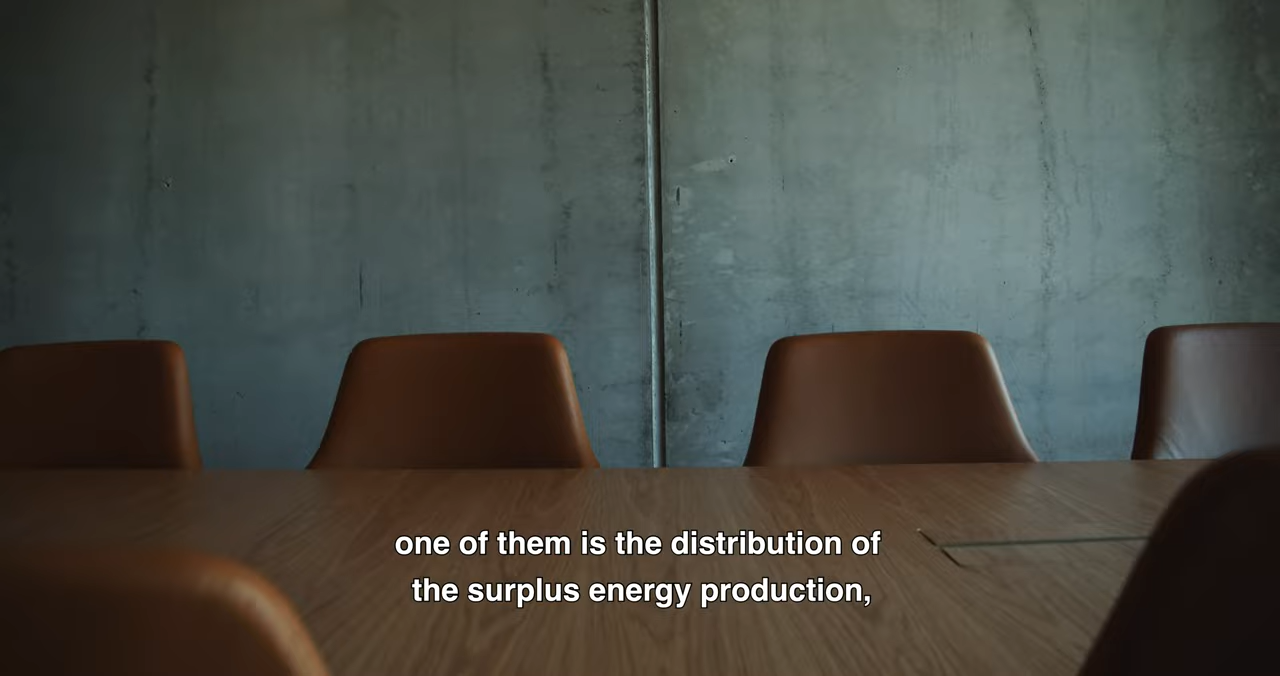 one of them is the distribution of
the surplus energy production,